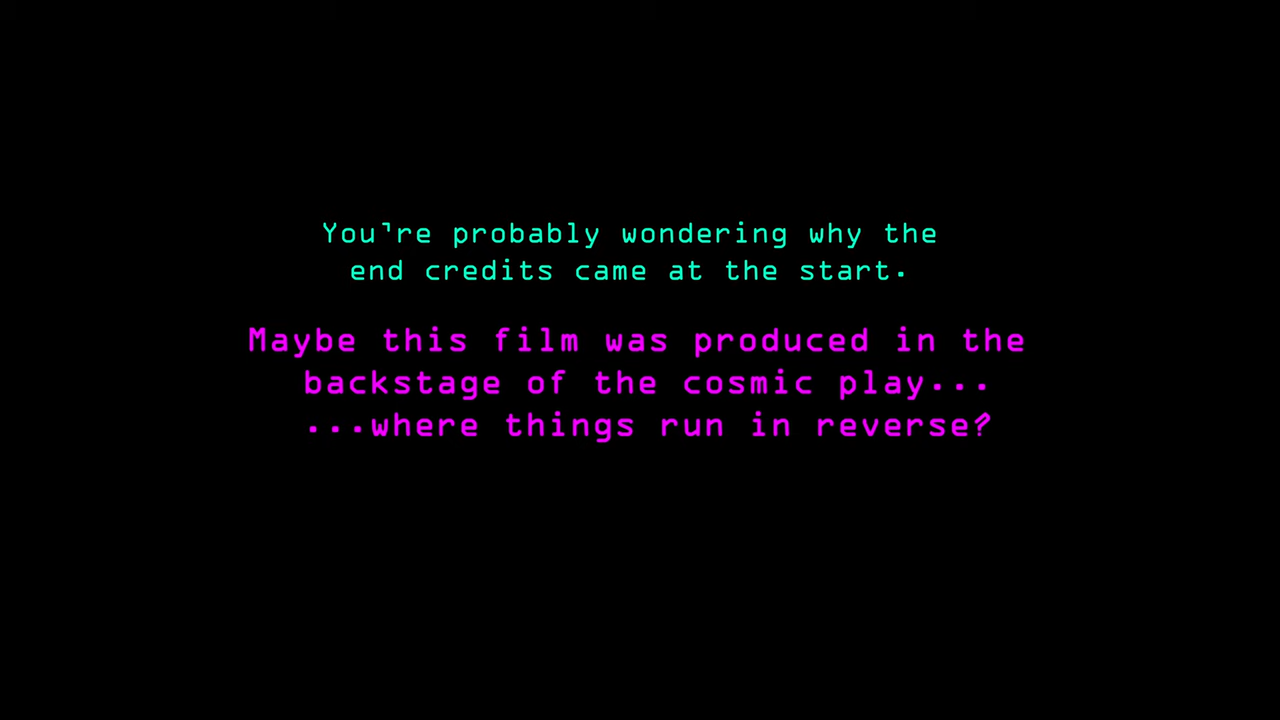 You're probably wondering why the
end credits came at the start.
Maybe this film was produced in the
backstage of the cosmic play...
...where things run in reverse?